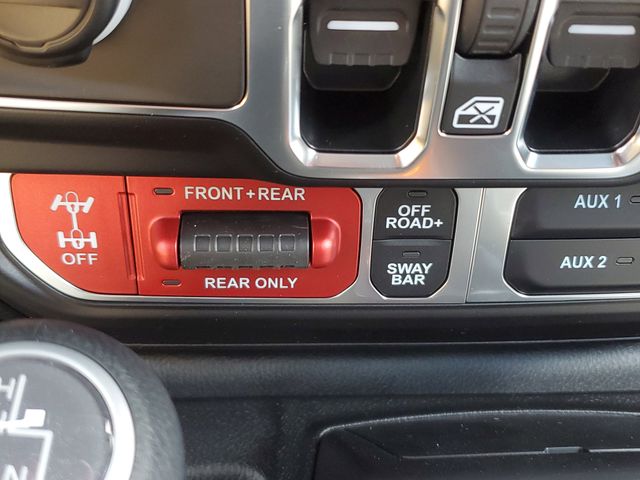 FRONT+REAR
OFF
REAR ONLY
OFF
ROAD+
SWAY
BAR
AUX 1
AUX 2
N